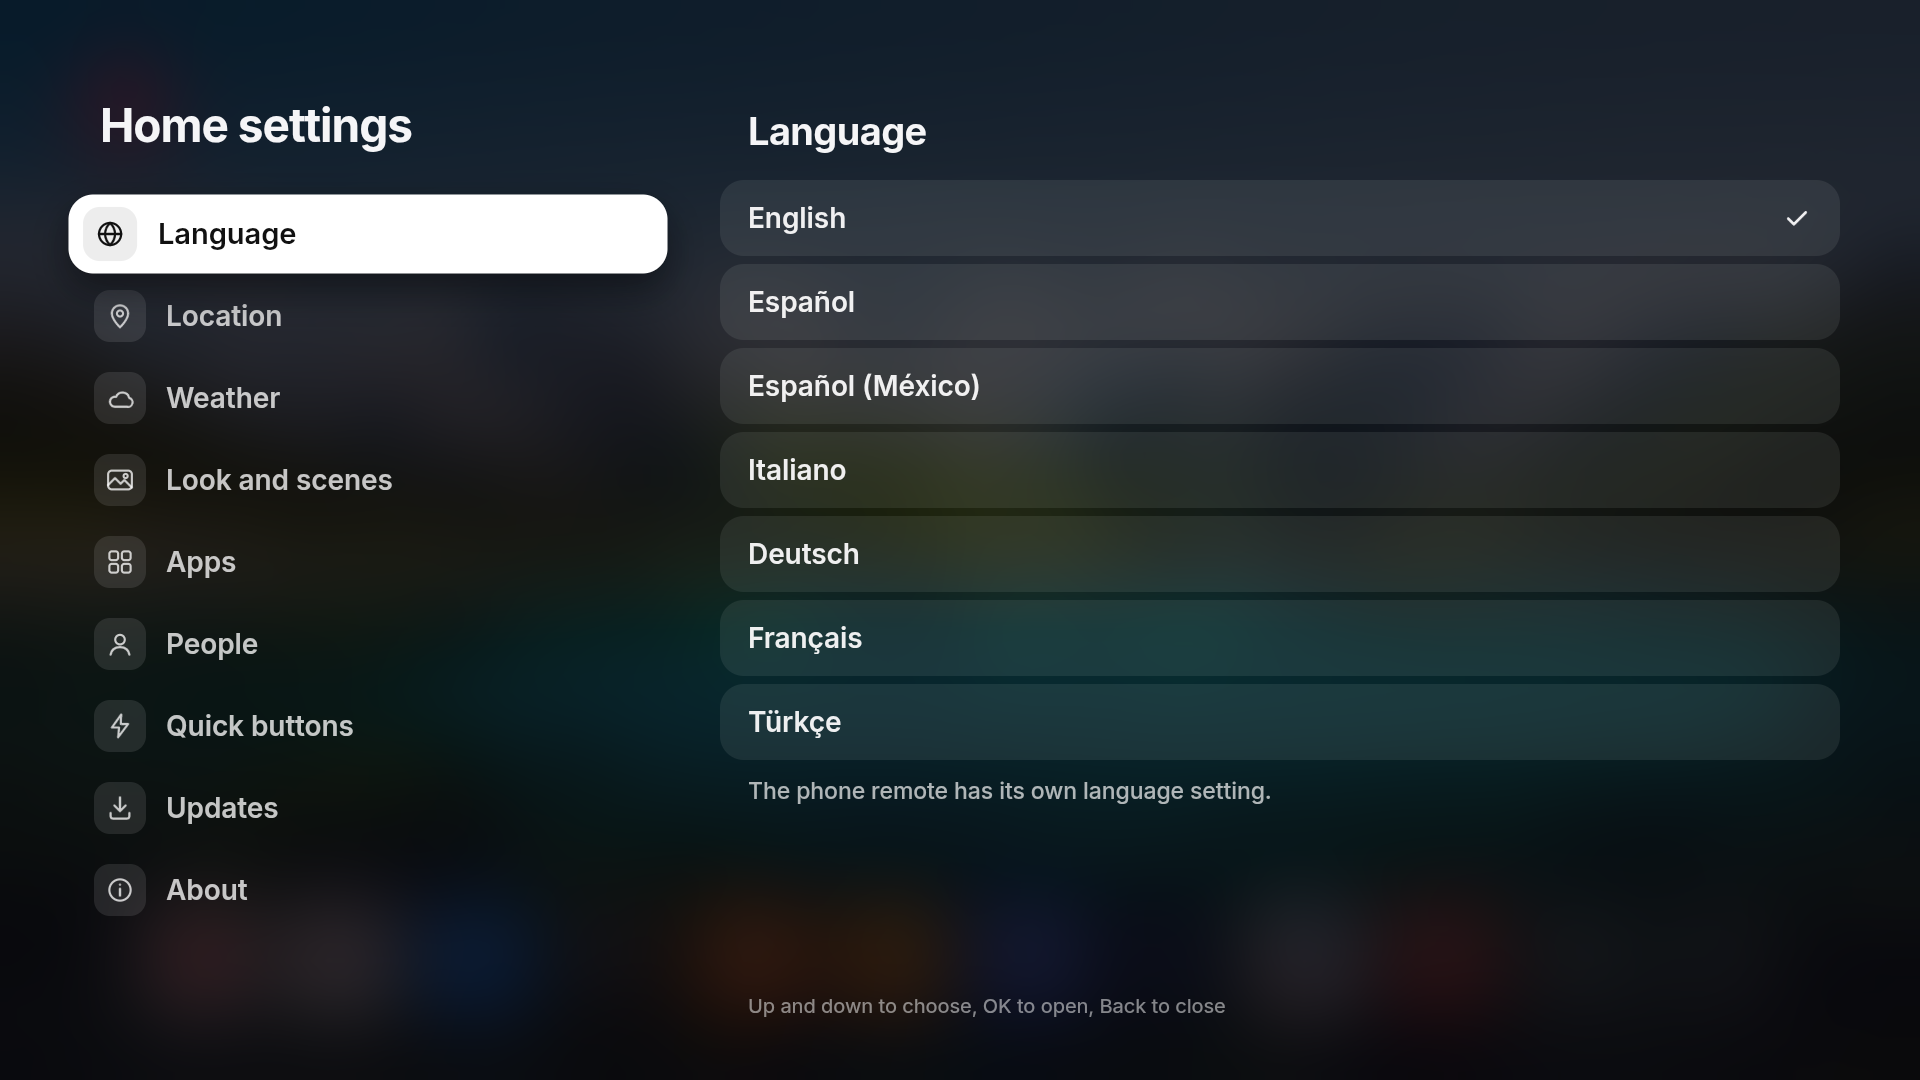 Home settings
Language
Location
Weather
Look and scenes
Apps
People
Quick buttons
Updates
About
Language
English
Español
Español (México)
Italiano
Deutsch
Français
Türkçe
The phone remote has its own language setting.
Up and down to choose, OK to open, Back to close